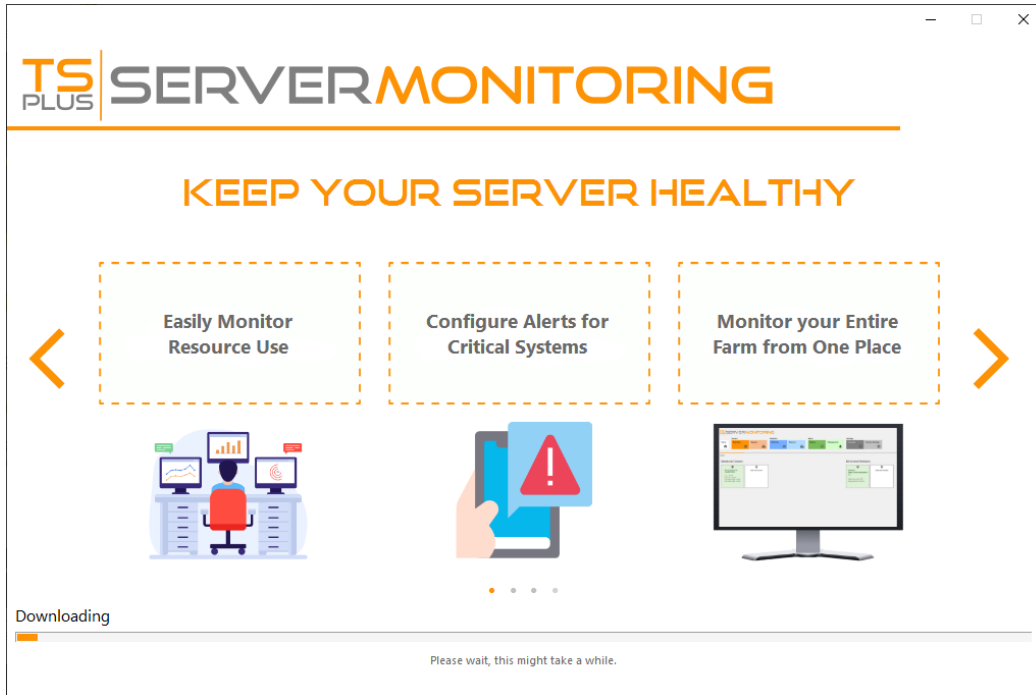 TS PLUS SERVERMONITORING
KEEP YOUR SERVER HEALTHY
Easily Monitor
Resource Use
Configure Alerts for
Critical Systems
Monitor your Entire
Farm from One Place
SERVERMONITORING
Downloading
Please wait, this might take a while.